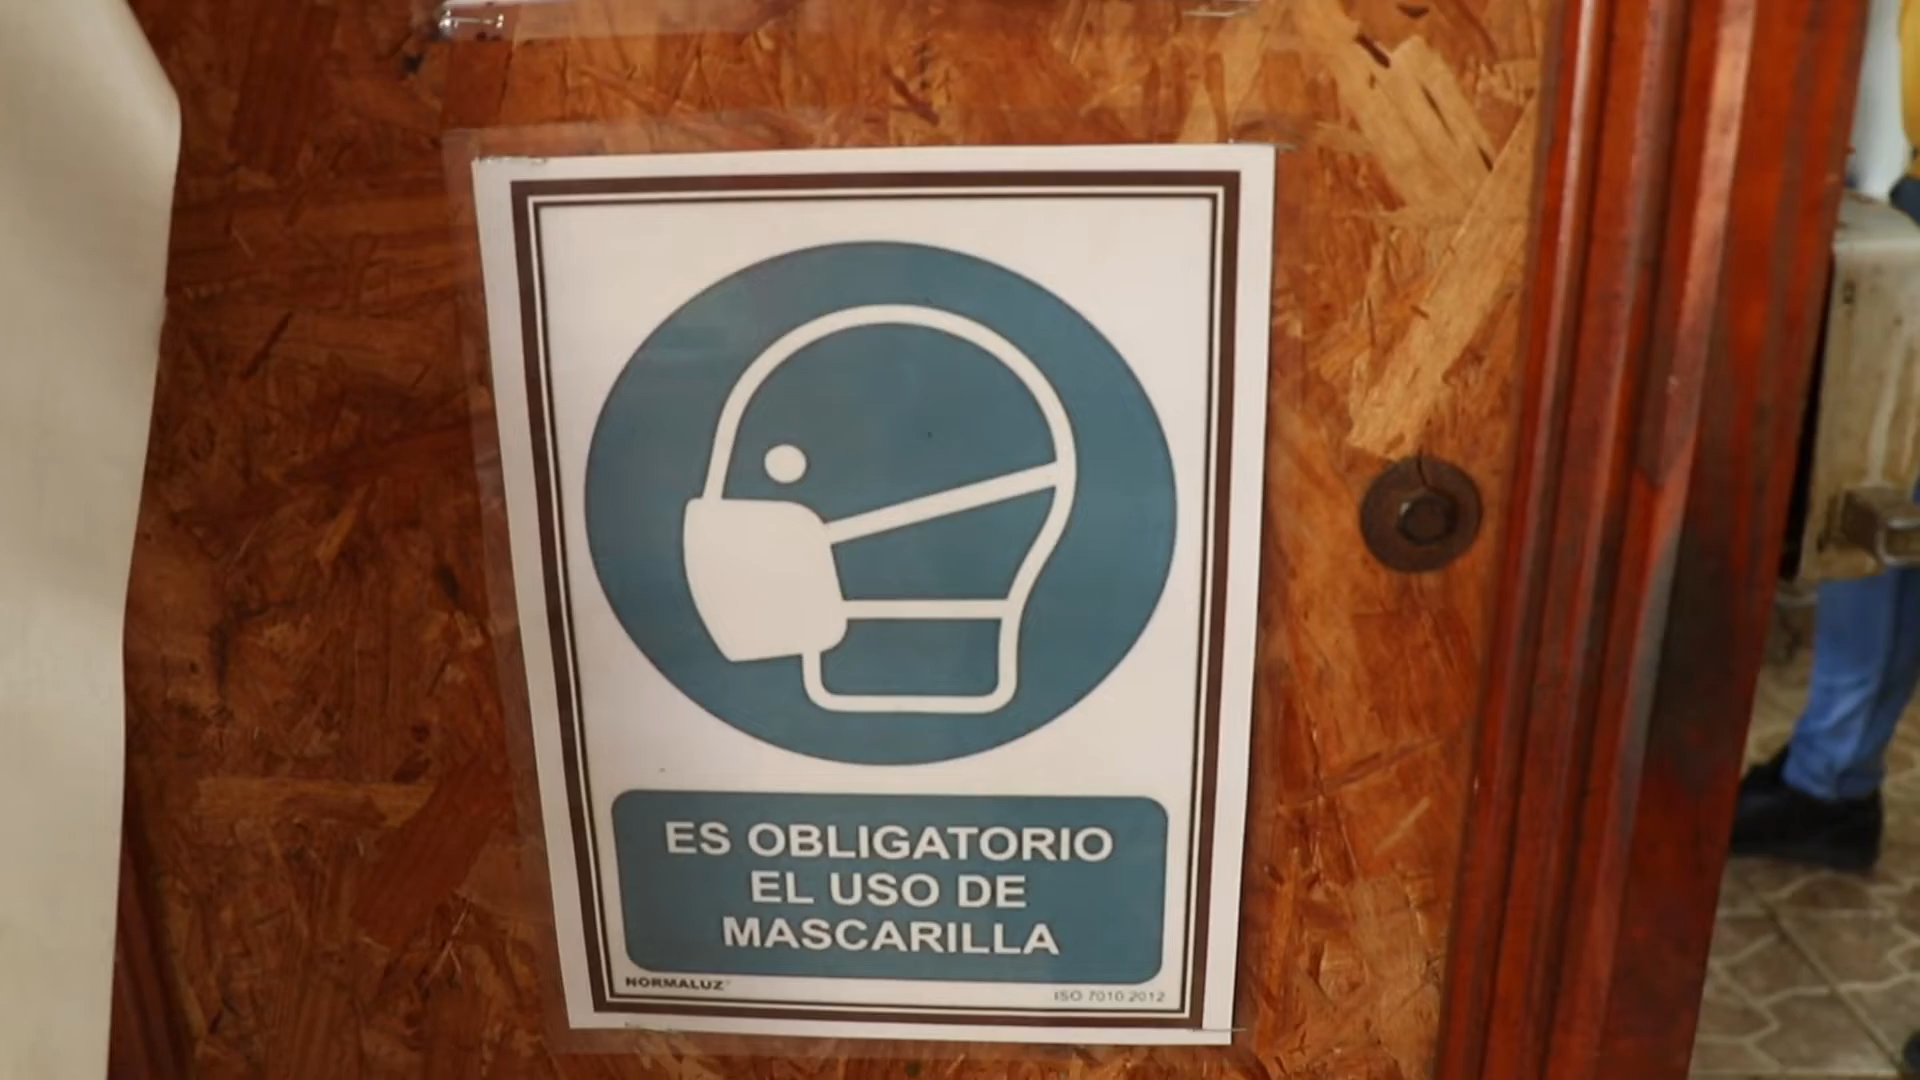 ES OBLIGATORIO
EL USO DE
MASCARILLA
NORMALUZ
ISO 7010 2012